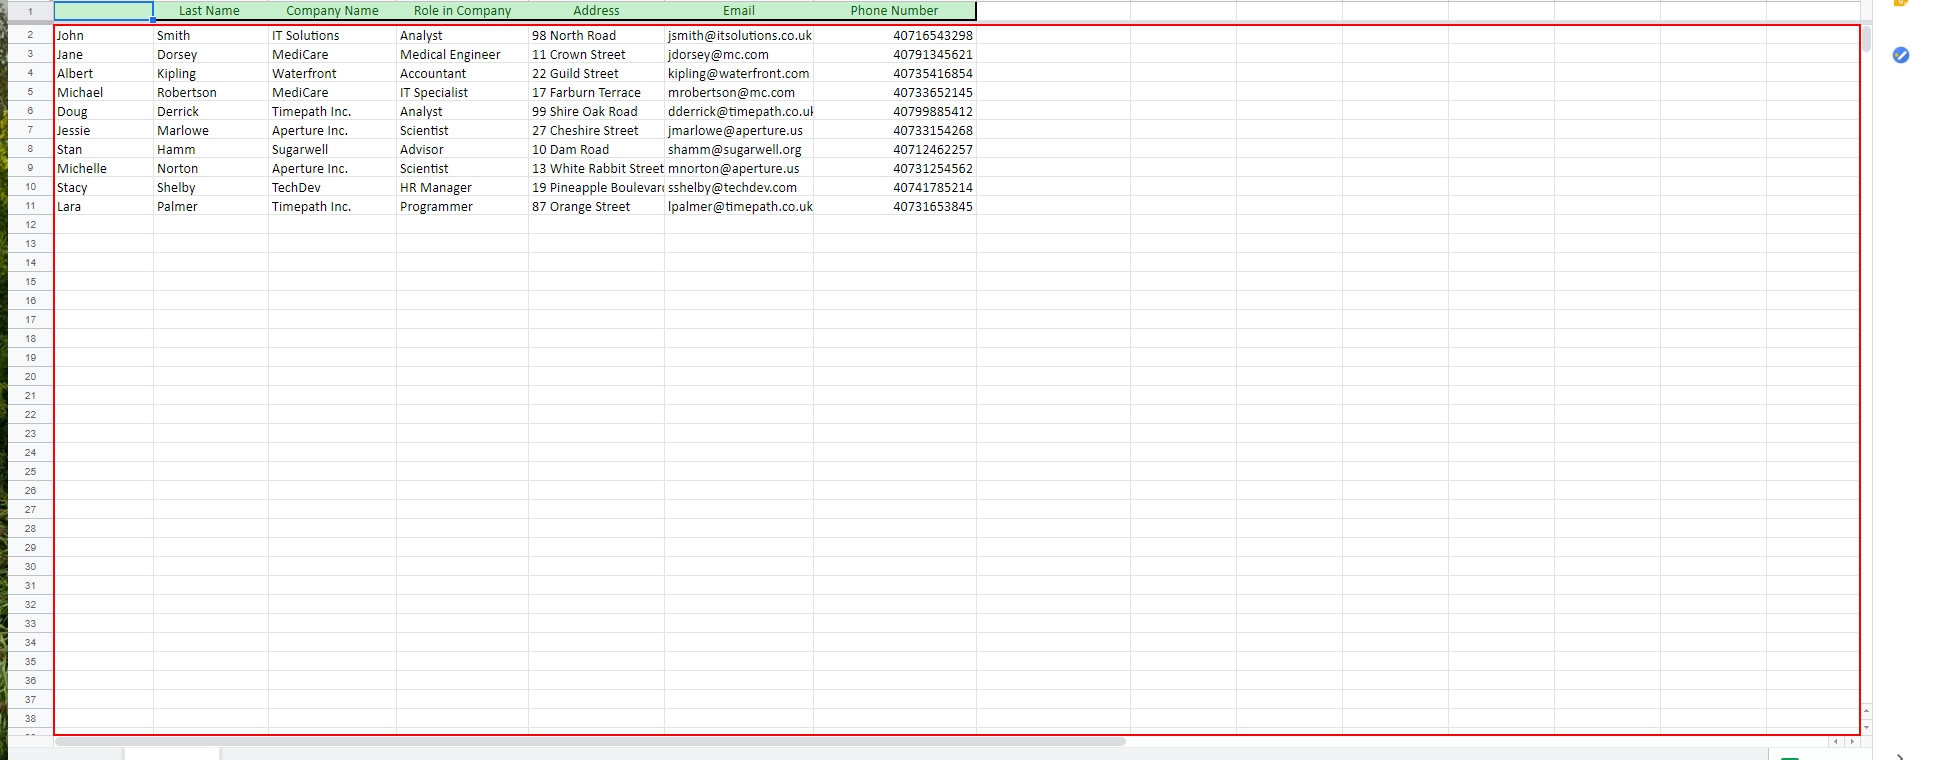 1 Last Name Company Name Role in Company Address Email Phone Number
2 John Smith IT Solutions Analyst 98 North Road jsmith@itsolutions.co.uk 40716543298
3 Jane Dorsey MediCare Medical Engineer 11 Crown Street jdorsey@mc.com 40791345621
4 Albert Kipling Waterfront Accountant 22 Guild Street kipling@waterfront.com 40735416854
5 Michael Robertson MediCare IT Specialist 17 Farburn Terrace mrobertson@mc.com 40733652145
6 Doug Derrick Timepath Inc. Analyst 99 Shire Oak Road dderrick@timepath.co.uk 40799885412
7 Jessie Marlowe Aperture Inc. Scientist 27 Cheshire Street jmarlowe@aperture.us 40733154268
8 Stan Hamm Sugarwell Advisor 10 Dam Road shamm@sugarwell.org 40712462257
9 Michelle Norton Aperture Inc. Scientist 13 White Rabbit Street mnorton@aperture.us 40731254562
10 Stacy Shelby TechDev HR Manager 19 Pineapple Boulevard sshelby@techdev.com 40741785214
11 Lara Palmer Timepath Inc. Programmer 87 Orange Street lpalmer@timepath.co.uk 40731653845
12
13
14
15
16
17
18
19
20
21
22
23
24
25
26
27
28
29
30
31
32
33
34
35
36
37
38